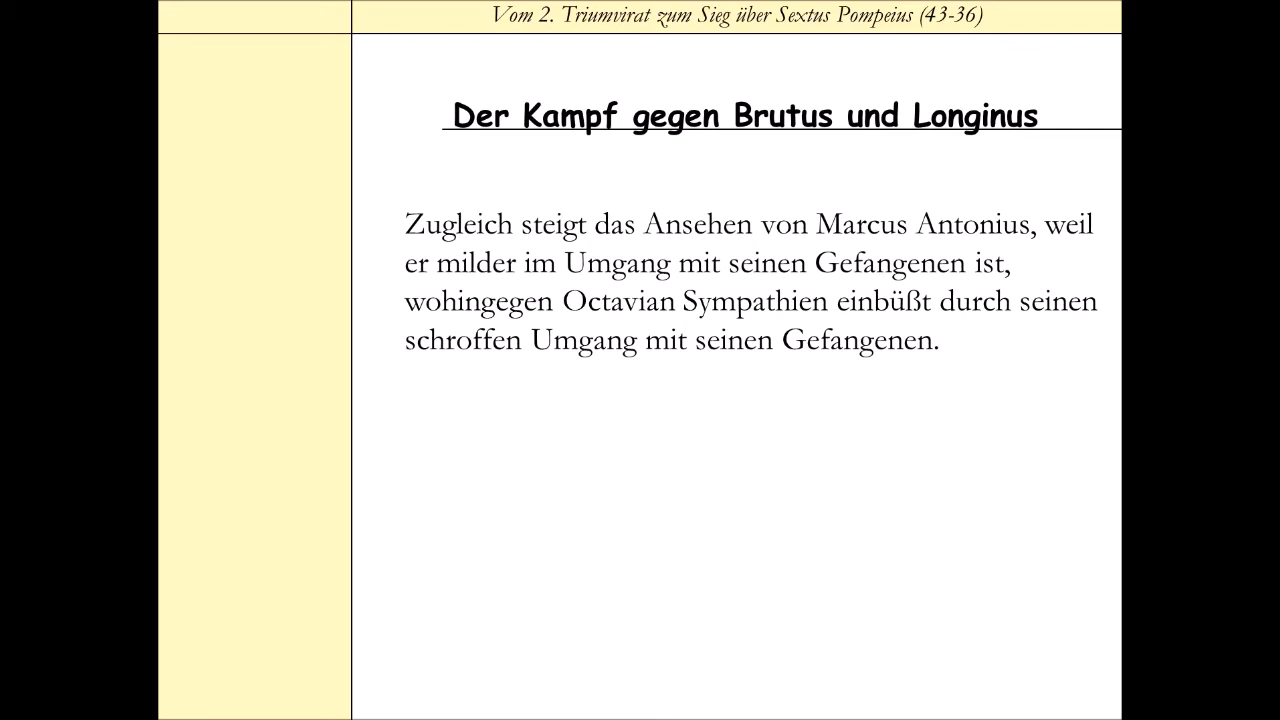 Vom 2. Triumvirat zum Sieg über Sextus Pompeius (43-36)
Der Kampf gegen Brutus und Longinus
Zugleich steigt das Ansehen von Marcus Antonius, weil
er milder im Umgang mit seinen Gefangenen ist,
wohingegen Octavian Sympathien einbüßt durch seinen
schroffen Umgang mit seinen Gefangenen.